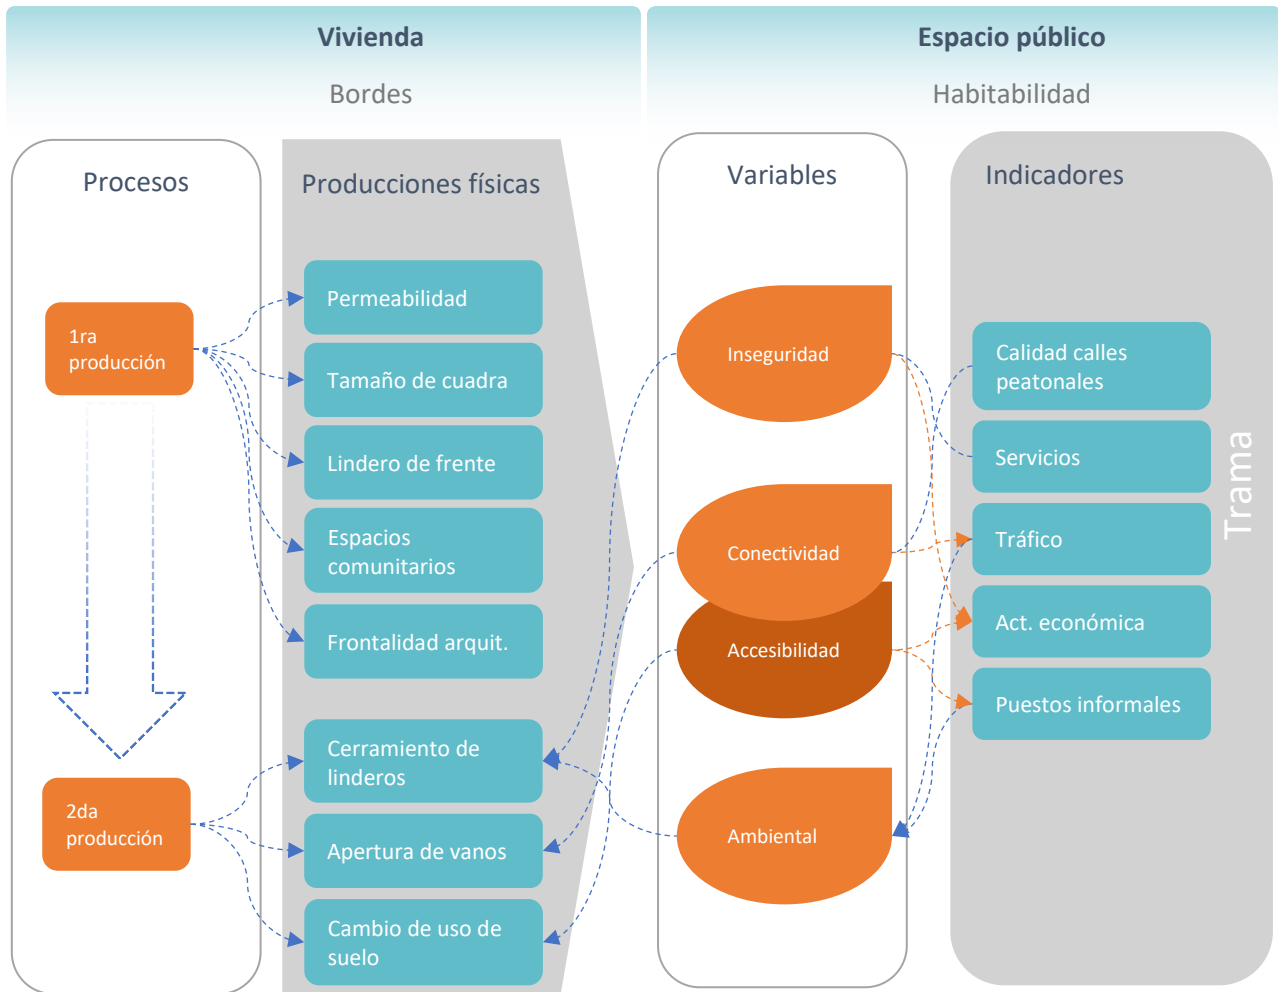 Vivienda
Bordes
Espacio público
Habitabilidad
Procesos
1ra
producción
2da
producción
Producciones físicas
Permeabilidad
Tamaño de cuadra
Lindero de frente
Espacios
comunitarios
Frontalidad arquit.
Cerramiento de
linderos
Apertura de vanos
Cambio de uso de
suelo
Variables
Inseguridad
Conectividad
Accesibilidad
Ambiental
Indicadores
Calidad calles
peatonales
Servicios
Tráfico
Act. económica
Puestos informales
Trama